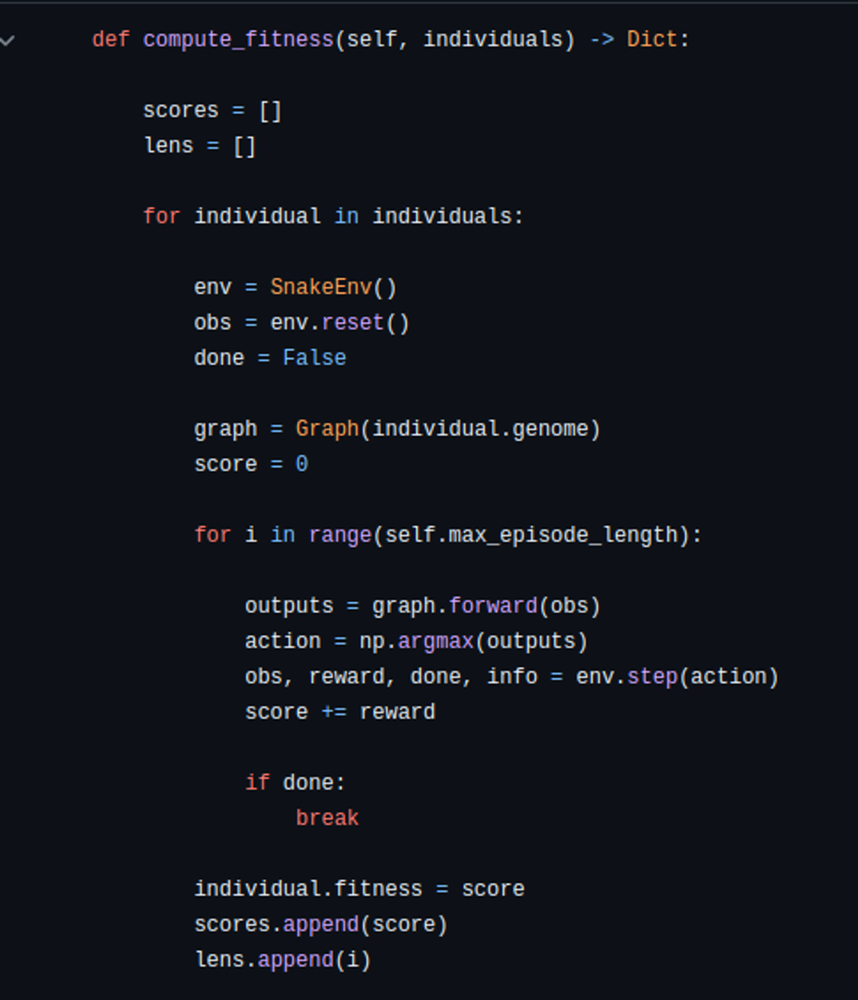 def compute_fitness(self, individuals) -> Dict:
scores = []
lens = []
for individual in individuals:
env = SnakeEnv()
obs = env.reset()
done = False
graph = Graph(individual.genome)
score = 0
for i in range(self.max_episode_length):
outputs = graph.forward(obs)
action = np.argmax(outputs)
obs, reward, done, info = env.step(action)
score += reward
if done:
break
individual.fitness = score
scores.append(score)
lens.append(i)